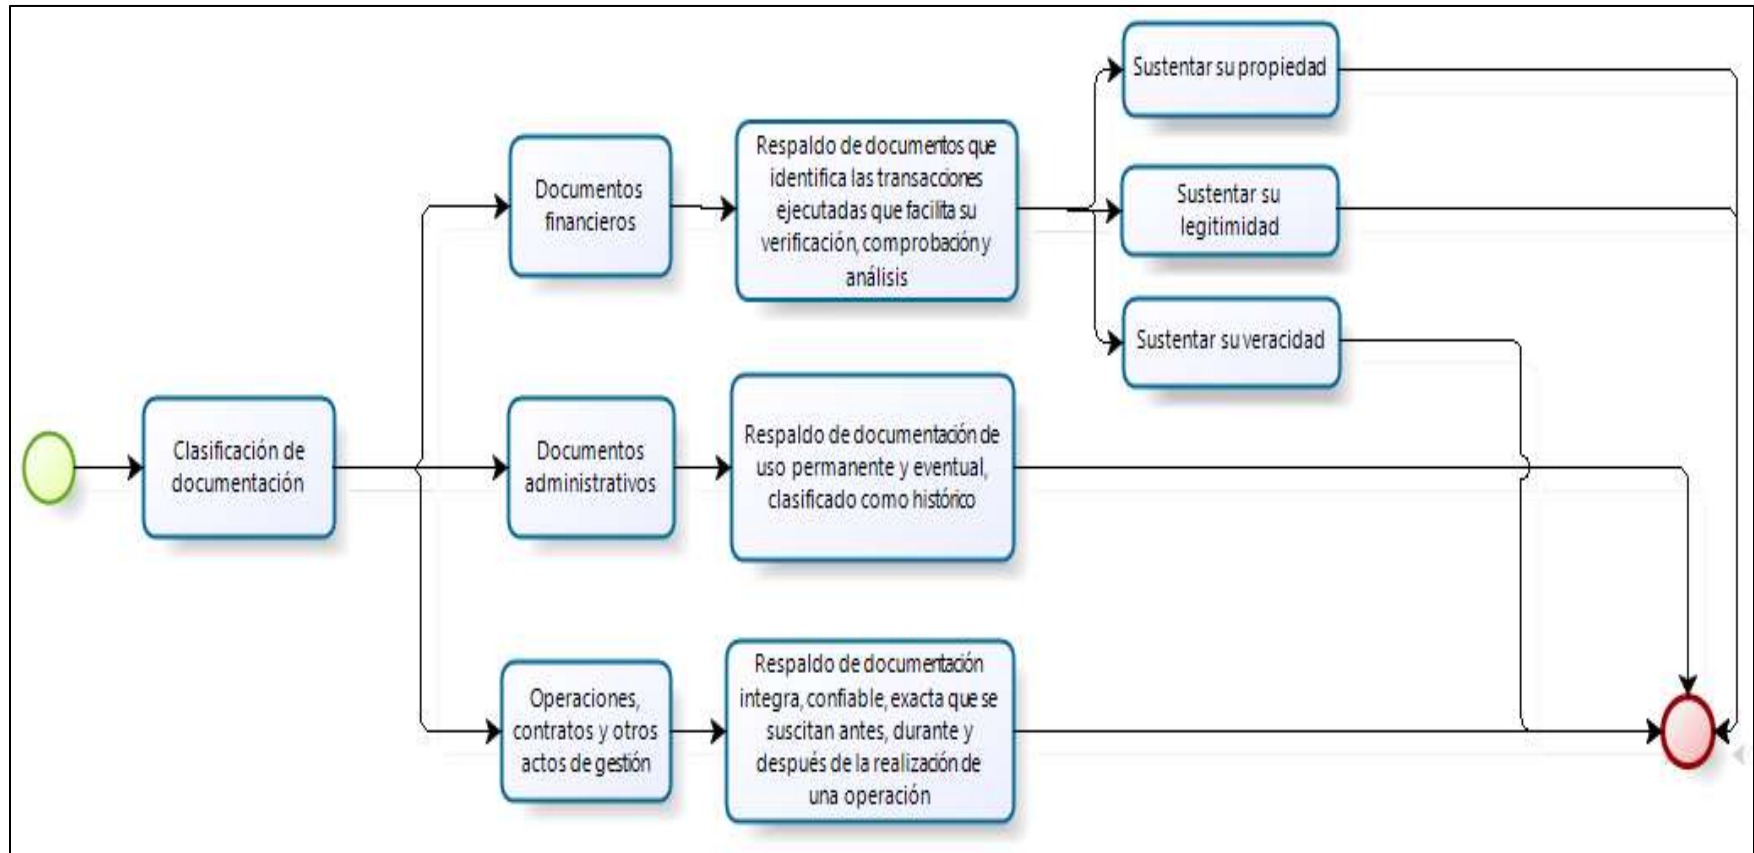 Clasificación de
documentación
Documentos
financieros
Respaldo de documentos que
identifica las transacciones
ejecutadas que facilita su
verificación, comprobación y
análisis
Sustentar su propiedad
Sustentar su
legitimidad
Sustentar su veracidad
Documentos
administrativos
Respaldo de documentación de
uso permanente y eventual,
clasificado como histórico
Operaciones,
contratos y otros
actos de gestión
Respaldo de documentación
integra, confiable, exacta que se
suscitan antes, durante y
después de la realización de
una operación